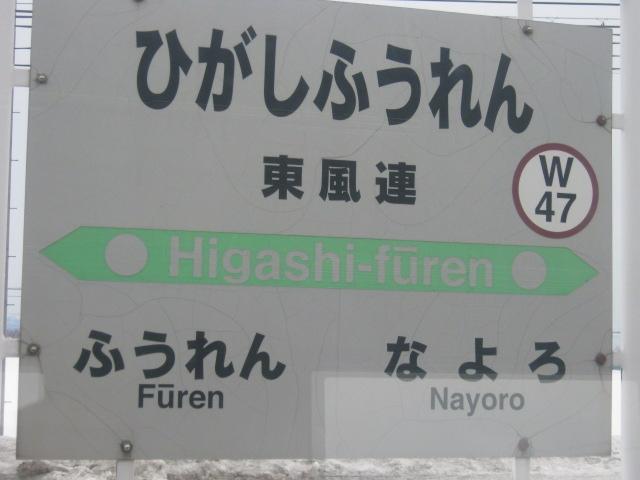 ひがしふうれん
東風連
W
47
Higashi-fūren
ふうれん
なよろ
Fūren
Nayoro